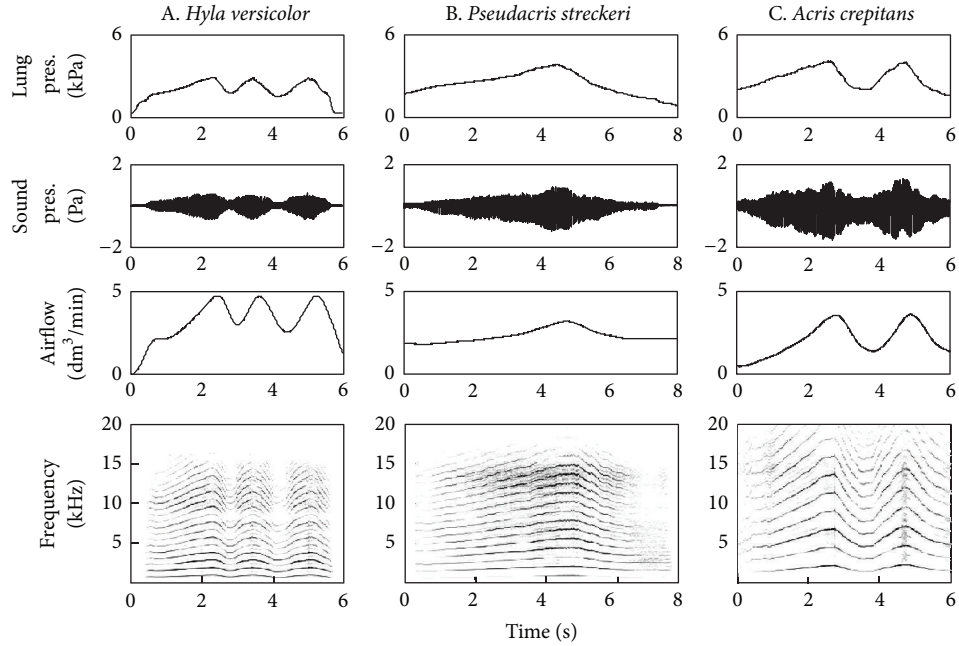 A. Hyla versicolor
B. Pseudacris streckeri
C. Acris crepitans
Lung pres. (kPa)
6
0
0 2 4 6
6
0
0 2 4 6 8
6
0
0 2 4 6
Sound pres. (Pa)
2
0
−2
0 2 4 6
2
0
−2
0 2 4 6 8
2
0
−2
0 2 4 6
Airflow (dm³/min)
5
0
0 2 4 6
5
0
0 2 4 6 8
5
0
0 2 4 6
Frequency (kHz)
20
15
10
5
0 2 4 6
20
15
10
5
0 2 4 6 8
20
15
10
5
0 2 4 6
Time (s)